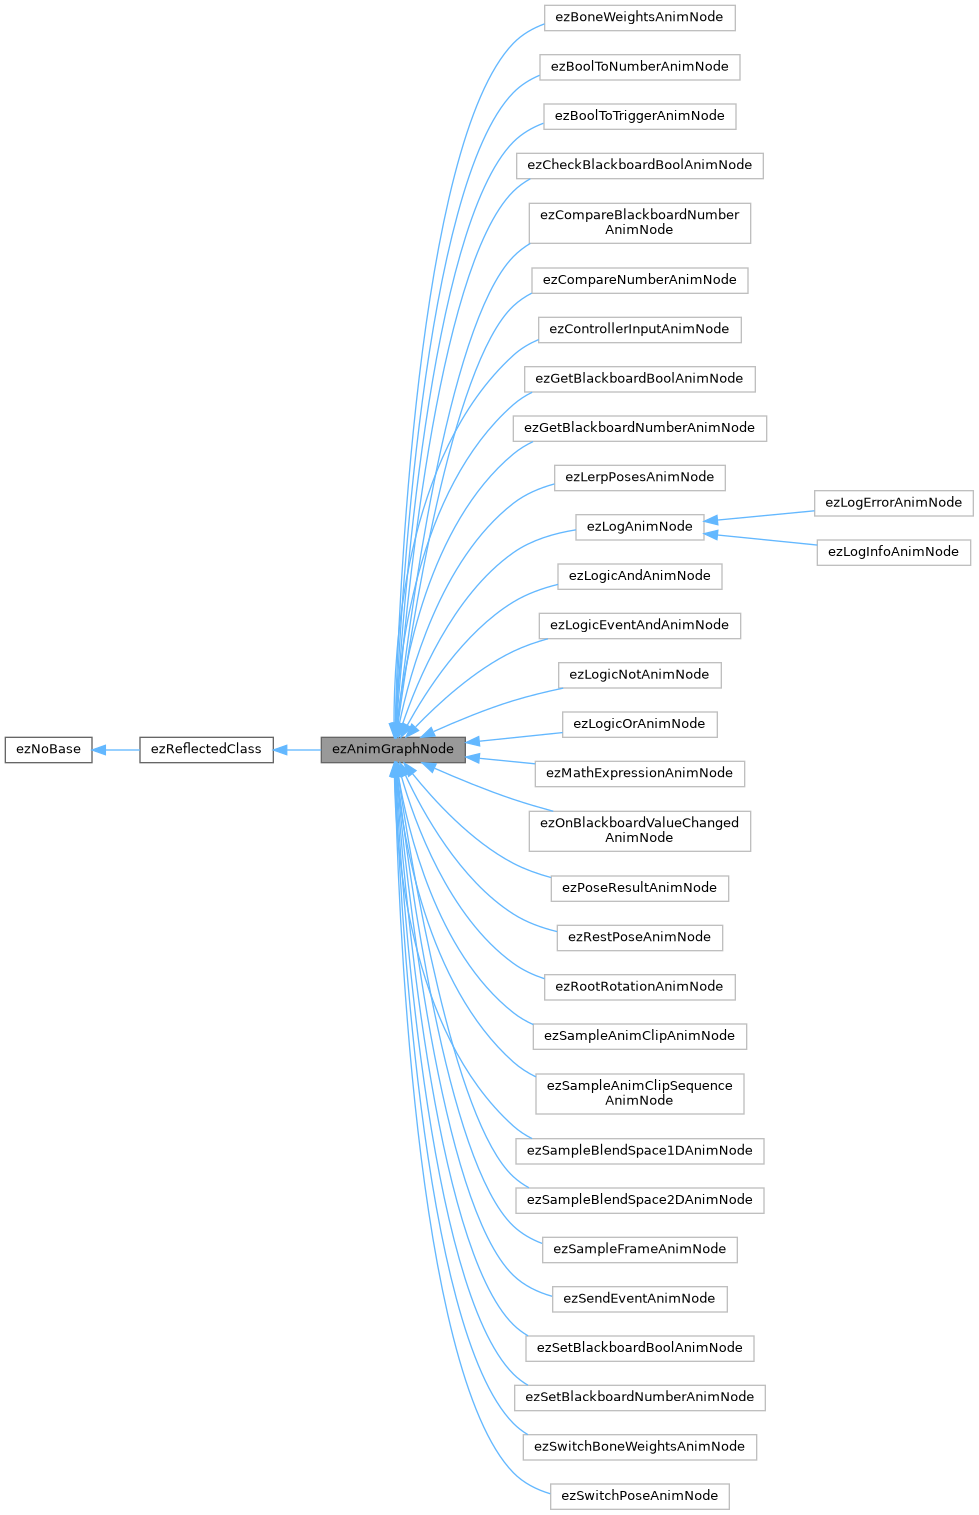 ezBoneWeightsAnimNode
ezBoolToNumberAnimNode
ezBoolToTriggerAnimNode
ezCheckBlackboardBoolAnimNode
ezCompareBlackboardNumber
AnimNode
ezCompareNumberAnimNode
ezControllerInputAnimNode
ezGetBlackboardBoolAnimNode
ezGetBlackboardNumberAnimNode
ezLerpPosesAnimNode
ezLogAnimNode
ezLogErrorAnimNode
ezLogInfoAnimNode
ezLogicAndAnimNode
ezLogicEventAndAnimNode
ezLogicNotAnimNode
ezLogicOrAnimNode
ezNoBase
ezReflectedClass
ezAnimGraphNode
ezMathExpressionAnimNode
ezOnBlackboardValueChanged
AnimNode
ezPoseResultAnimNode
ezRestPoseAnimNode
ezRootRotationAnimNode
ezSampleAnimClipAnimNode
ezSampleAnimClipSequence
AnimNode
ezSampleBlendSpace1DAnimNode
ezSampleBlendSpace2DAnimNode
ezSampleFrameAnimNode
ezSendEventAnimNode
ezSetBlackboardBoolAnimNode
ezSetBlackboardNumberAnimNode
ezSwitchBoneWeightsAnimNode
ezSwitchPoseAnimNode